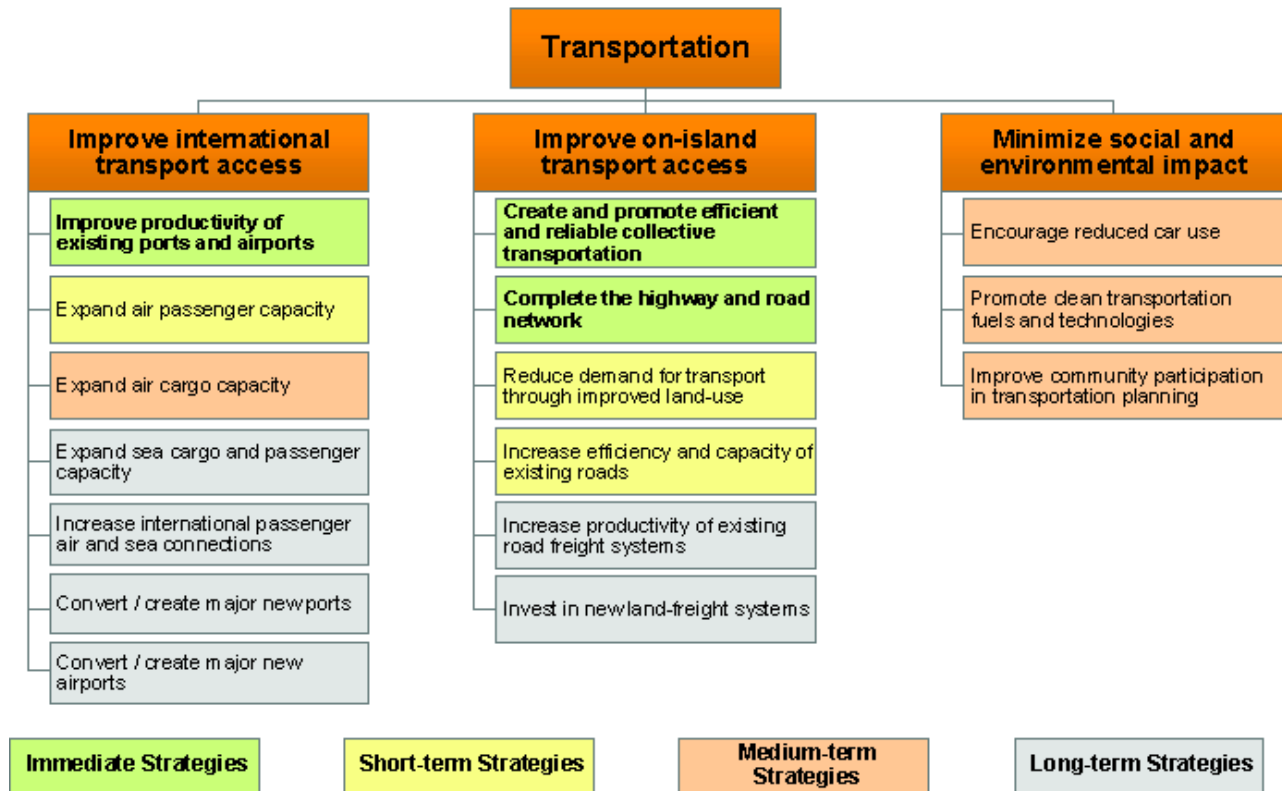 Transportation
Improve international
transport access
Improve productivity of
existing ports and airports
Expand air passenger capacity
Expand air cargo capacity
Expand sea cargo and passenger
capacity
Increase international passenger
air and sea connections
Convert / create major new ports
Convert / create major new
airports
Improve on-island
transport access
Create and promote efficient
and reliable collective
transportation
Complete the highway and road
network
Reduce demand for transport
through improved land-use
Increase efficiency and capacity of
existing roads
Increase productivity of existing
road freight systems
Invest in new land-freight systems
Minimize social and
environmental impact
Encourage reduced car use
Promote clean transportation
fuels and technologies
Improve community participation
in transportation planning
Immediate Strategies
Short-term Strategies
Medium-term
Strategies
Long-term Strategies